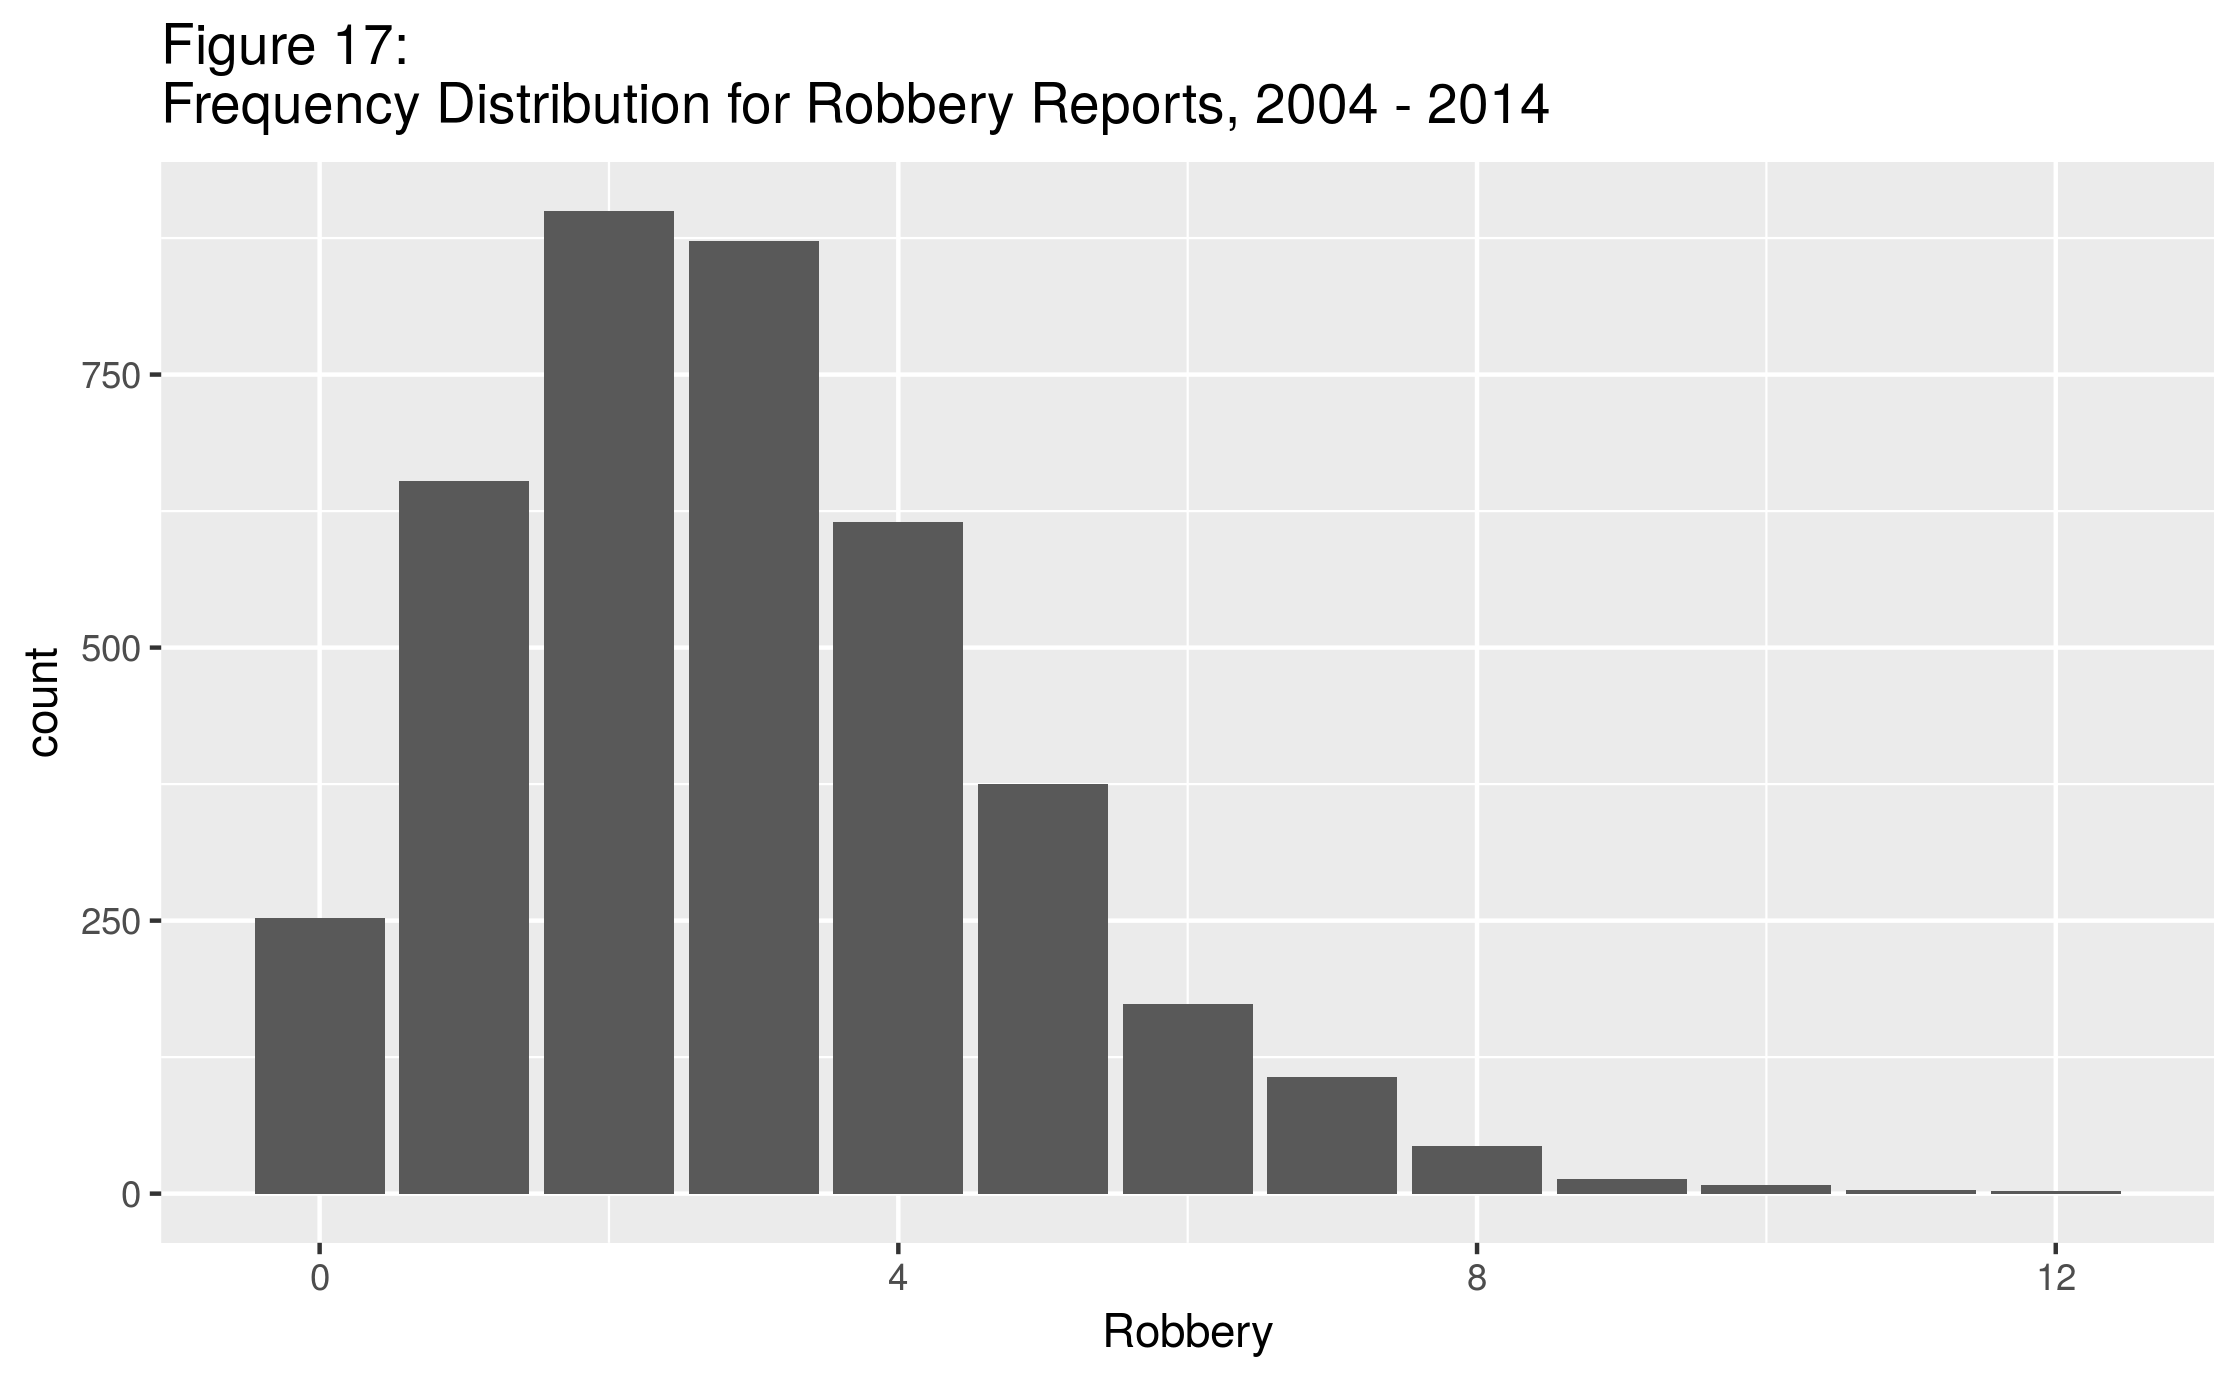 Figure 17:
Frequency Distribution for Robbery Reports, 2004 - 2014
count
750
500
250
0
0 4 8 12
Robbery